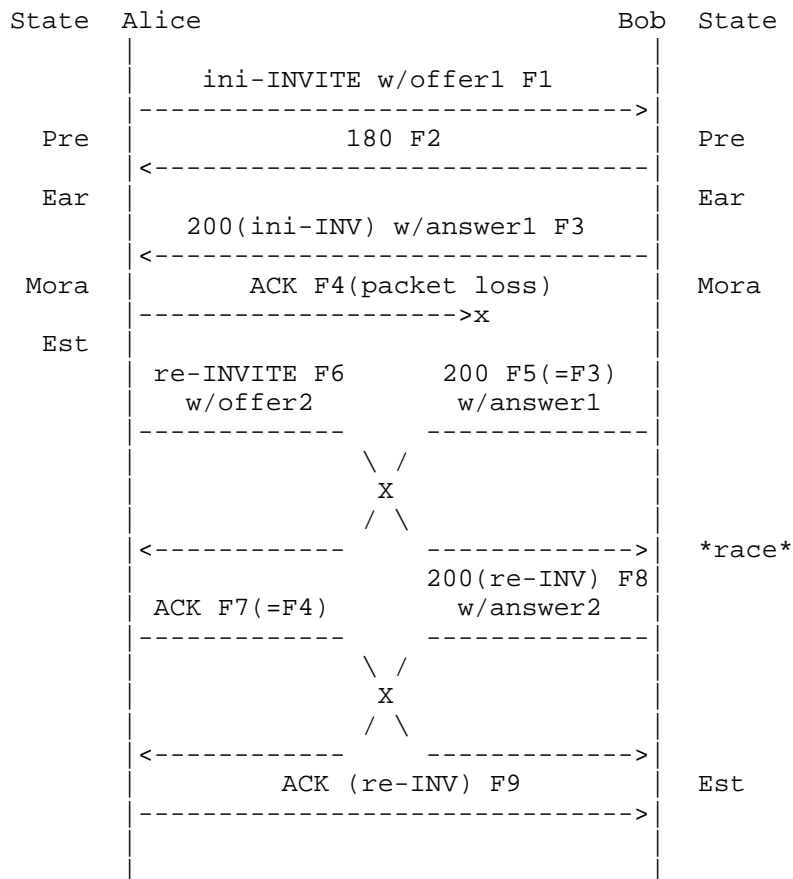 State Alice Bob State
ini-INVITE w/offer1 F1
------------------------------->
Pre 180 F2 Pre
<-------------------------------
Ear Ear
200(ini-INV) w/answer1 F3
<-------------------------------
Mora ACK F4(packet loss) Mora
-------------------->x
Est
re-INVITE F6 200 F5(=F3)
w/offer2 w/answer1
------------- --------------
\ /
X
/ \
<------------ -------------> *race*
200(re-INV) F8
ACK F7(=F4) w/answer2
------------- --------------
\ /
X
/ \
<------------ ------------->
ACK (re-INV) F9 Est
------------------------------->